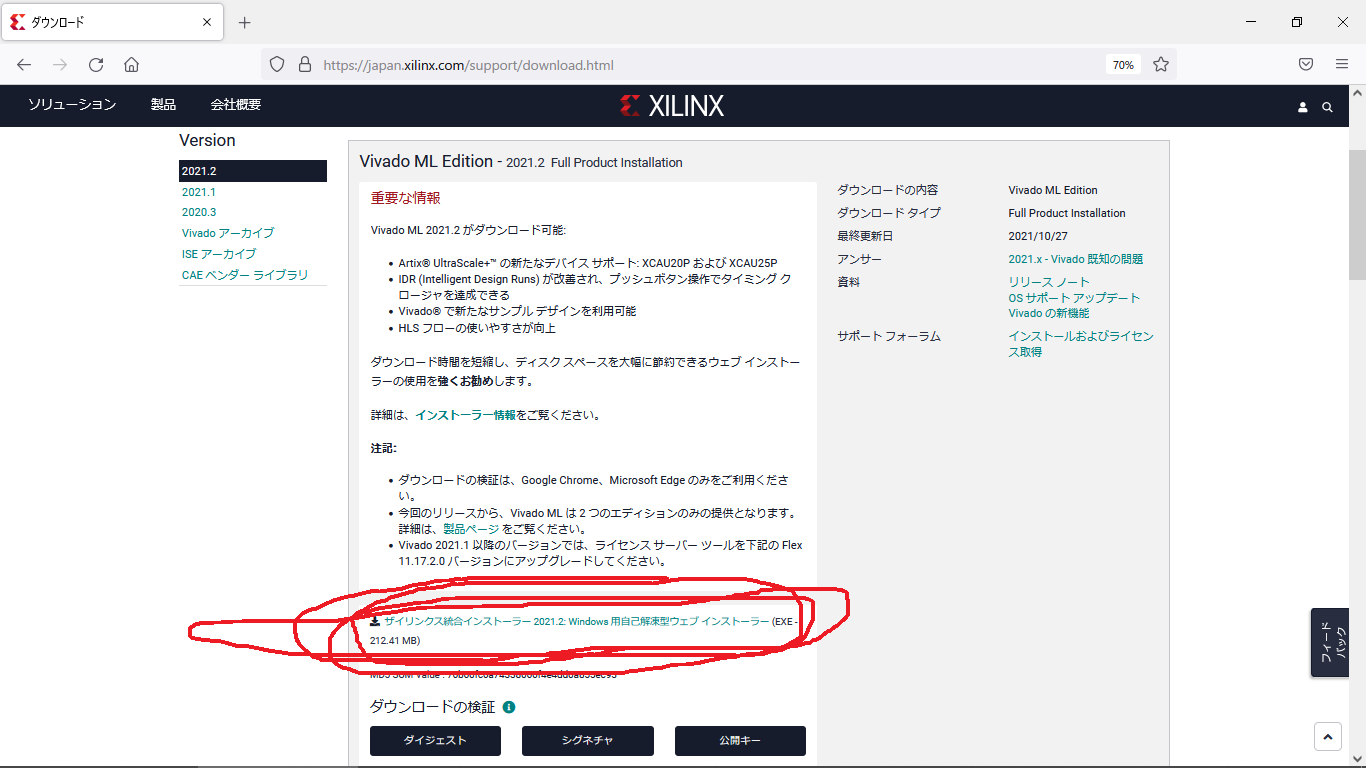 ダウンロード
https://japan.xilinx.com/support/download.html
70%
ソリューション 製品 会社概要
XILINX
Version
2021.2
2021.1
2020.3
Vivado アーカイブ
ISE アーカイブ
CAE ベンダー ライブラリ
Vivado ML Edition - 2021.2 Full Product Installation
重要な情報
Vivado ML 2021.2 がダウンロード可能:
• Artix® UltraScale+™ の新たなデバイス サポート: XCAU20P および XCAU25P
• IDR (Intelligent Design Runs) が改善され、プッシュボタン操作でタイミング ク
ロージャを達成できる
• Vivado® で新たなサンプル デザインを利用可能
• HLS フローの使いやすさが向上
ダウンロード時間を短縮し、ディスク スペースを大幅に節約できるウェブ インストー
ラーの使用を強くお勧めします。
詳細は、インストーラー情報をご覧ください。
注記:
• ダウンロードの検証は、Google Chrome、Microsoft Edge のみをご利用くださ
い。
• 今回のリリースから、Vivado ML は 2 つのエディションのみの提供となります。
詳細は、製品ページ をご覧ください。
• Vivado 2021.1 以降のバージョンでは、ライセンス サーバー ツールを下記の Flex
11.17.2.0 バージョンにアップグレードしてください。
ザイリンクス統合インストーラー 2021.2: Windows 用自己解凍型ウェブ インストーラー (EXE -
212.41 MB)
MD5 SUM Value :
ダウンロードの検証
ダイジェスト シグネチャ 公開キー
ダウンロードの内容 Vivado ML Edition
ダウンロード タイプ Full Product Installation
最終更新日 2021/10/27
アンサー 2021.x - Vivado 既知の問題
資料 リリース ノート
OS サポート アップデート
Vivado の新機能
サポート フォーラム インストールおよびライセン
ス取得
フィード
バック